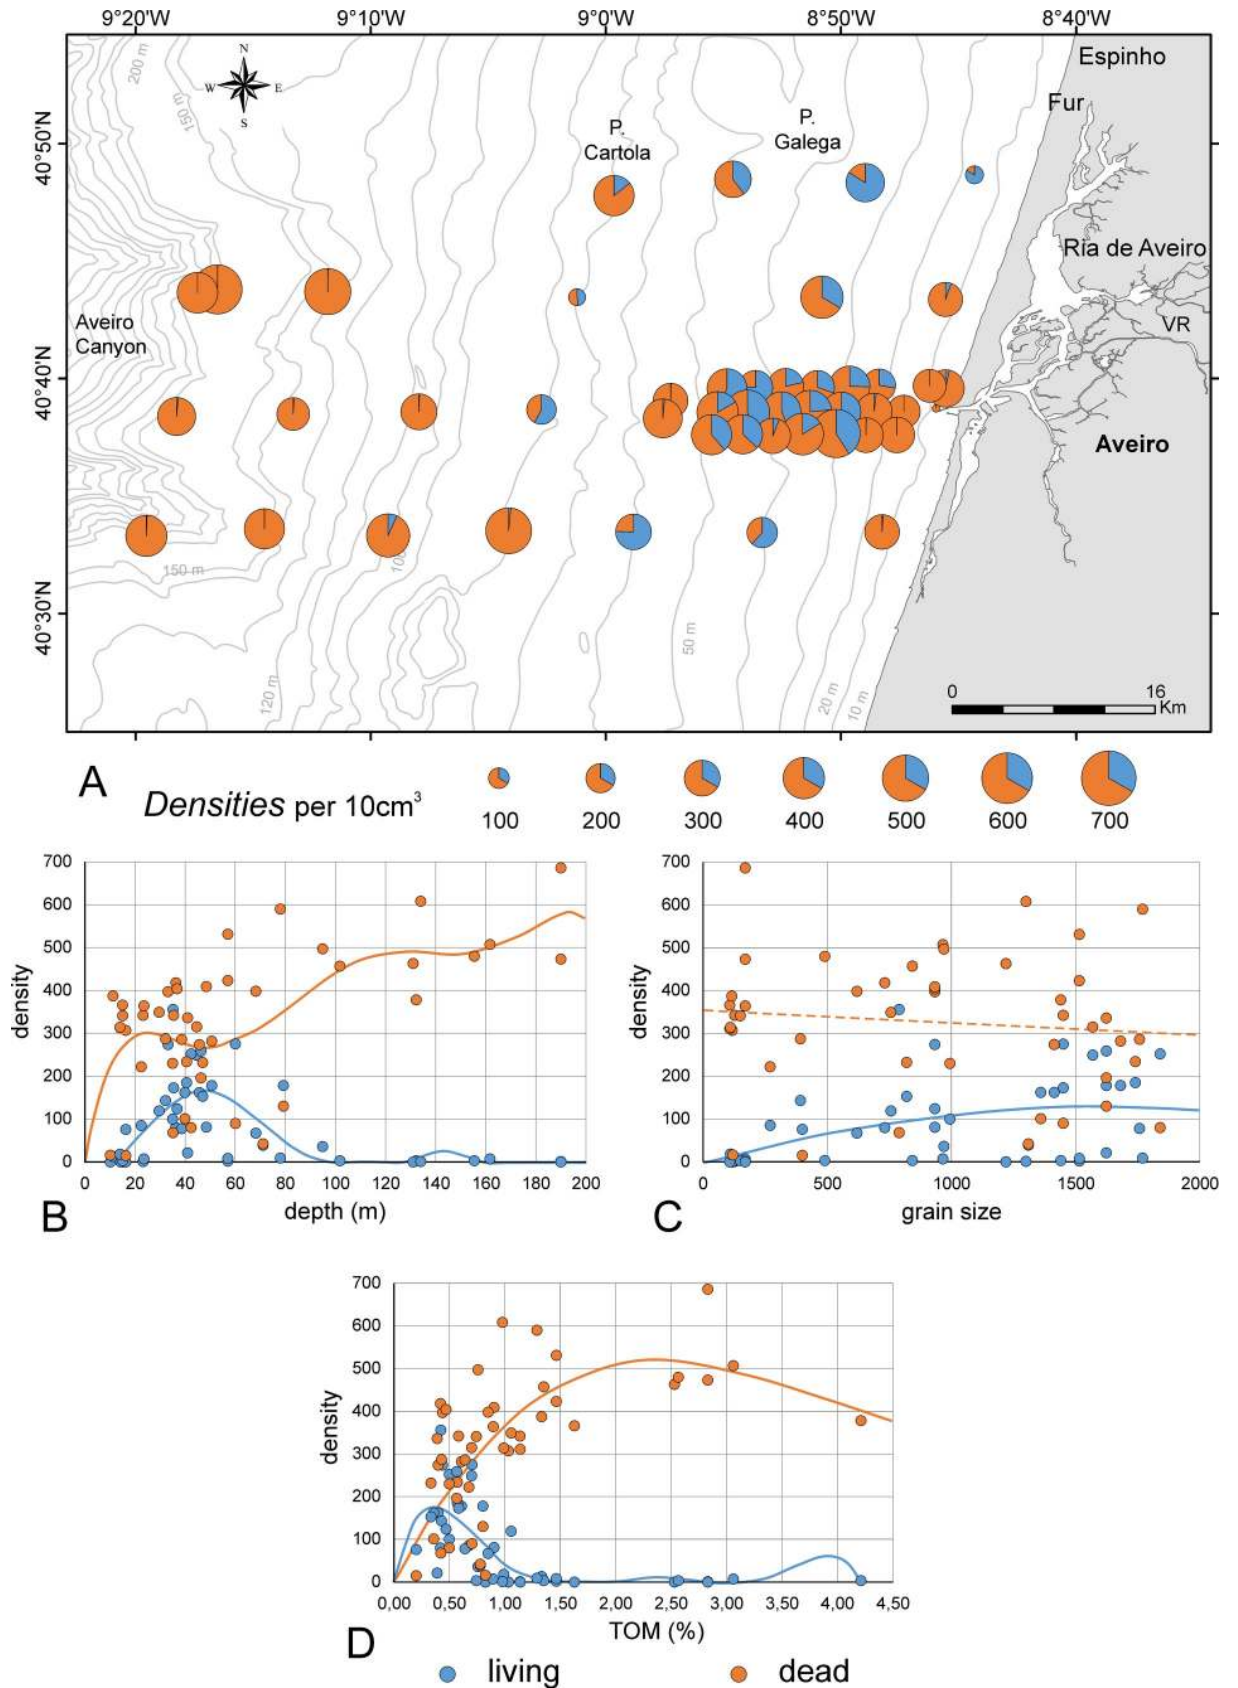 9°20'W 9°10'W 9°0'W 8°50'W 8°40'W
200 m
150 m
N
W E
S
Espinho
Fur
P.
Cartola
P.
Galega
40°50'N
Ria de Aveiro
VR
Aveiro
Canyon
40°40'N
Aveiro
150 m
40°30'N
120 m
50 m
20 m
10 m
0 16
Km
A
Densities per 10cm³
100 200 300 400 500 600 700
700
600
500
400
300
200
100
0
density
0 20 40 60 80 100 120 140 160 180 200
depth (m)
B
700
600
500
400
300
200
100
0
density
0 500 1000 1500 2000
grain size
C
700
600
500
400
300
200
100
0
density
0,00 0,50 1,00 1,50 2,00 2,50 3,00 3,50 4,00 4,50
TOM (%)
D
living dead